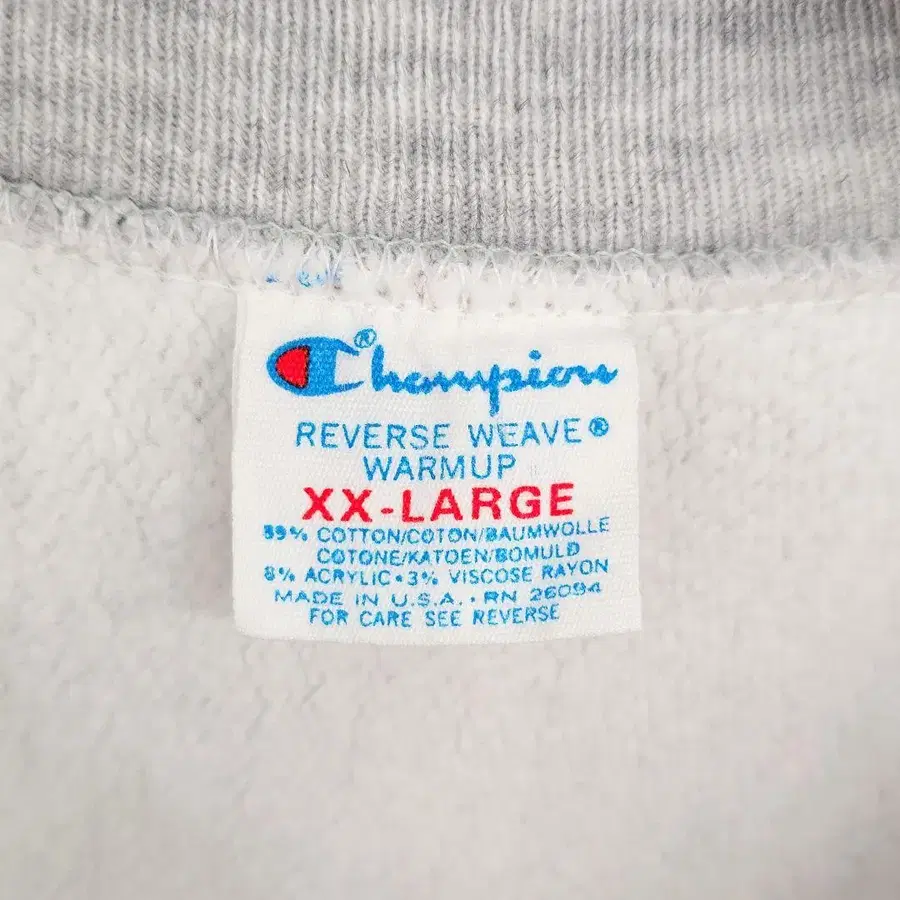 Champion®
REVERSE WEAVE®
WARMUP
XX-LARGE
89% COTTON/COTON/BAUMWOLLE
COTONE/KATOEN/BOMULD
8% ACRYLIC•3% VISCOSE RAYON
MADE IN U.S.A. • RN 26094
FOR CARE SEE REVERSE